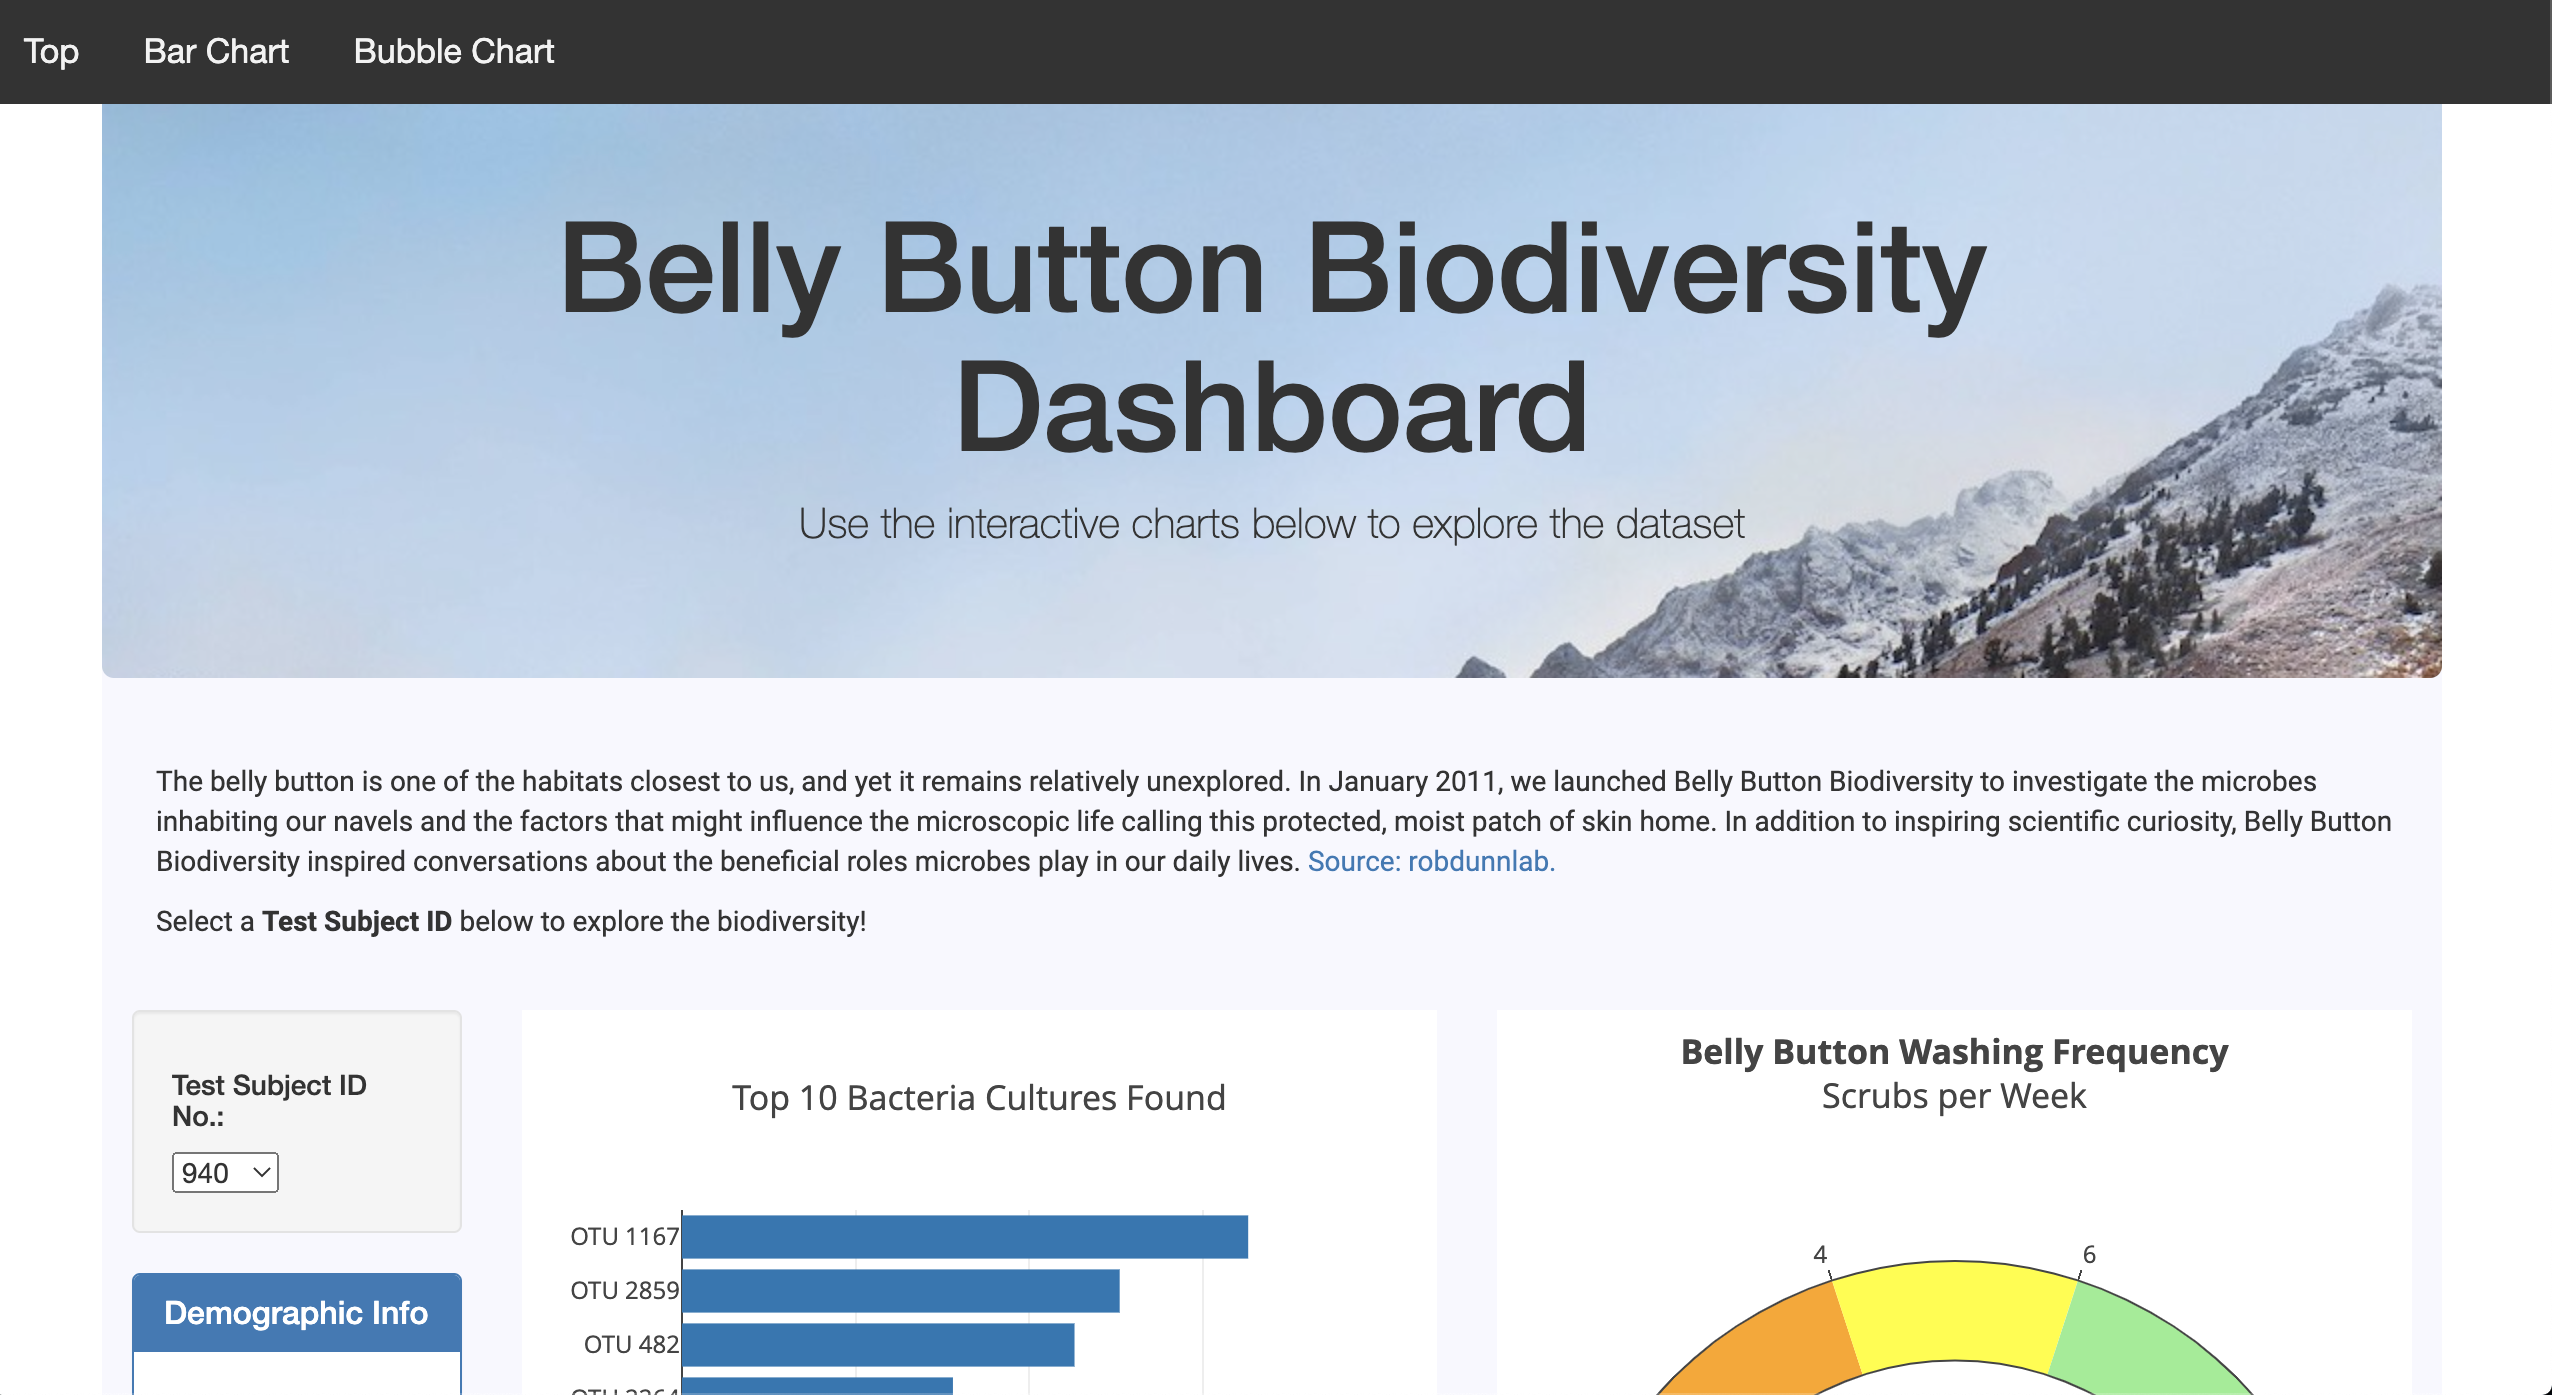 Top Bar Chart Bubble Chart
Belly Button Biodiversity
Dashboard
Use the interactive charts below to explore the dataset
The belly button is one of the habitats closest to us, and yet it remains relatively unexplored. In January 2011, we launched Belly Button Biodiversity to investigate the microbes
inhabiting our navels and the factors that might influence the microscopic life calling this protected, moist patch of skin home. In addition to inspiring scientific curiosity, Belly Button
Biodiversity inspired conversations about the beneficial roles microbes play in our daily lives. Source: robdunnlab.
Select a Test Subject ID below to explore the biodiversity!
Test Subject ID
No.:
940
Demographic Info
Top 10 Bacteria Cultures Found
OTU 1167
OTU 2859
OTU 482
Belly Button Washing Frequency
Scrubs per Week
4
6